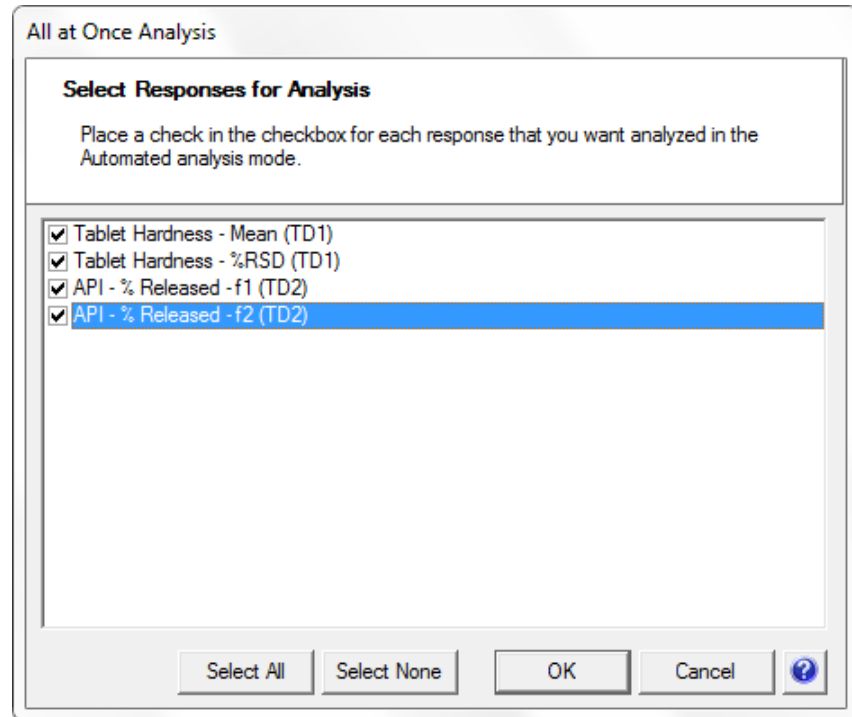 All at Once Analysis
Select Responses for Analysis
Place a check in the checkbox for each response that you want analyzed in the
Automated analysis mode.
Tablet Hardness - Mean (TD1)
Tablet Hardness - %RSD (TD1)
API - % Released - f1 (TD2)
API - % Released - f2 (TD2)
Select All Select None OK Cancel ?